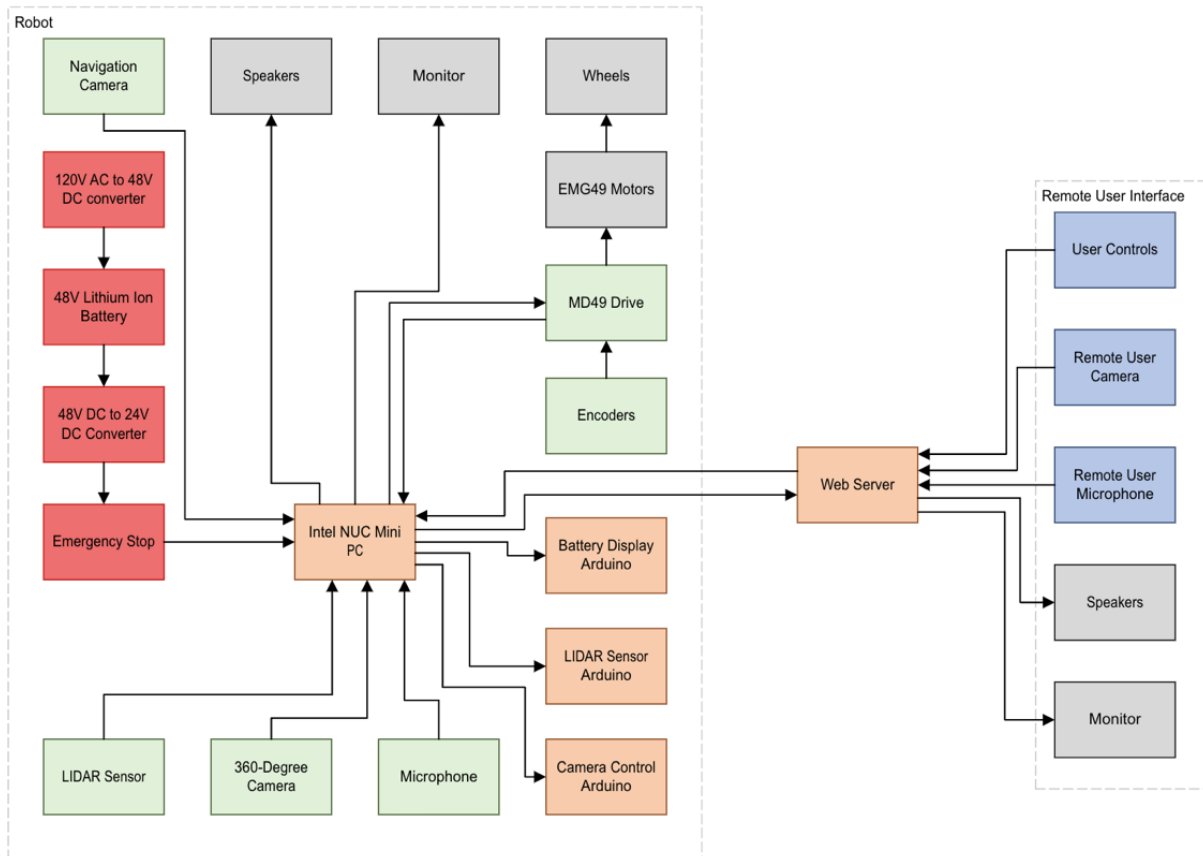 Robot
Navigation
Camera
Speakers
Monitor
Wheels
120V AC to 48V
DC converter
EMG49 Motors
Remote User Interface
User Controls
48V Lithium Ion
Battery
MD49 Drive
Remote User
Camera
48V DC to 24V
DC Converter
Encoders
Web Server
Remote User
Microphone
Emergency Stop
Intel NUC Mini
PC
Battery Display
Arduino
Speakers
LIDAR Sensor
Arduino
Monitor
LIDAR Sensor
360-Degree
Camera
Microphone
Camera Control
Arduino